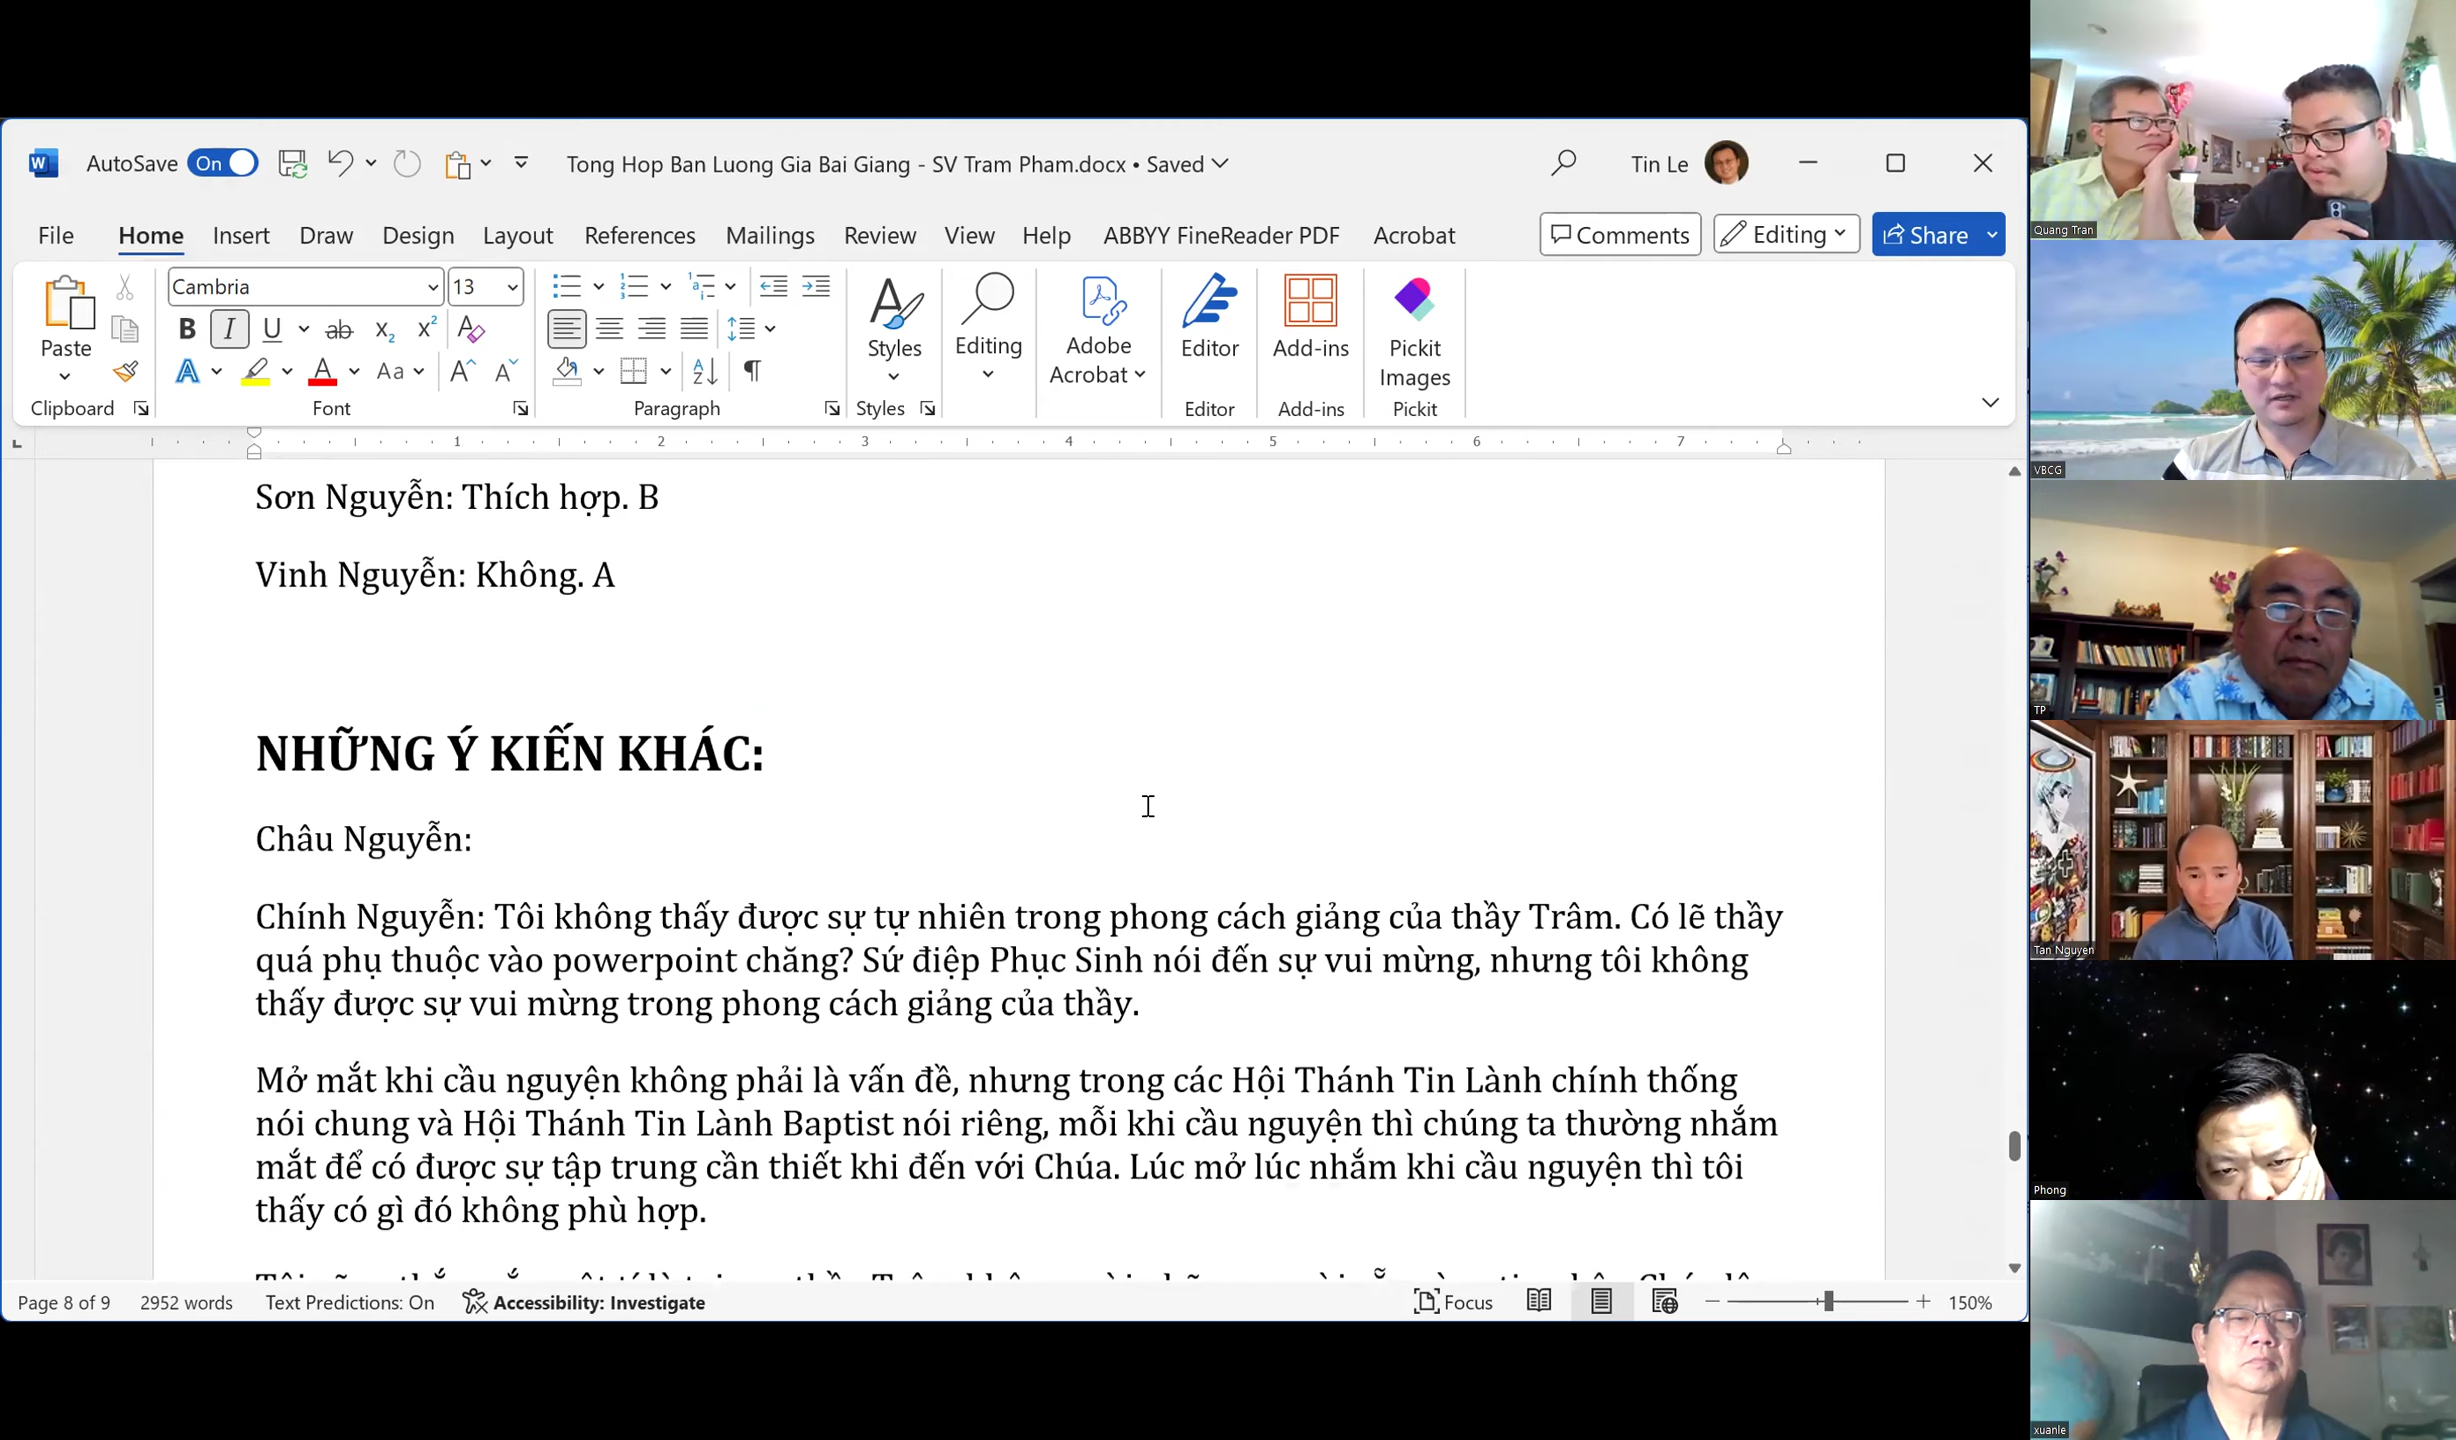 AutoSave On Tong Hop Ban Luong Gia Bai Giang - SV Tram Pham.docx • Saved Tin Le
File Home Insert Draw Design Layout References Mailings Review View Help ABBYY FineReader PDF Acrobat Comments Editing Share
Cambria 13
Paste Styles Editing Adobe Acrobat Editor Add-ins Pickit Images
Clipboard Font Paragraph Styles Editor Add-ins Pickit
1 2 3 4 5 6 7
Sơn Nguyễn: Thích hợp. B
Vinh Nguyễn: Không. A
NHỮNG Ý KIẾN KHÁC:
Châu Nguyễn:
Chính Nguyễn: Tôi không thấy được sự tự nhiên trong phong cách giảng của thầy Trâm. Có lẽ thầy
quá phụ thuộc vào powerpoint chăng? Sứ điệp Phục Sinh nói đến sự vui mừng, nhưng tôi không
thấy được sự vui mừng trong phong cách giảng của thầy.
Mở mắt khi cầu nguyện không phải là vấn đề, nhưng trong các Hội Thánh Tin Lành chính thống
nói chung và Hội Thánh Tin Lành Baptist nói riêng, mỗi khi cầu nguyện thì chúng ta thường nhắm
mắt để có được sự tập trung cần thiết khi đến với Chúa. Lúc mở lúc nhắm khi cầu nguyện thì tôi
thấy có gì đó không phù hợp.
Page 8 of 9 2952 words Text Predictions: On Accessibility: Investigate Focus 150%
Quang Tran
VBCG
TP
Tan Nguyen
Phong
xuanle